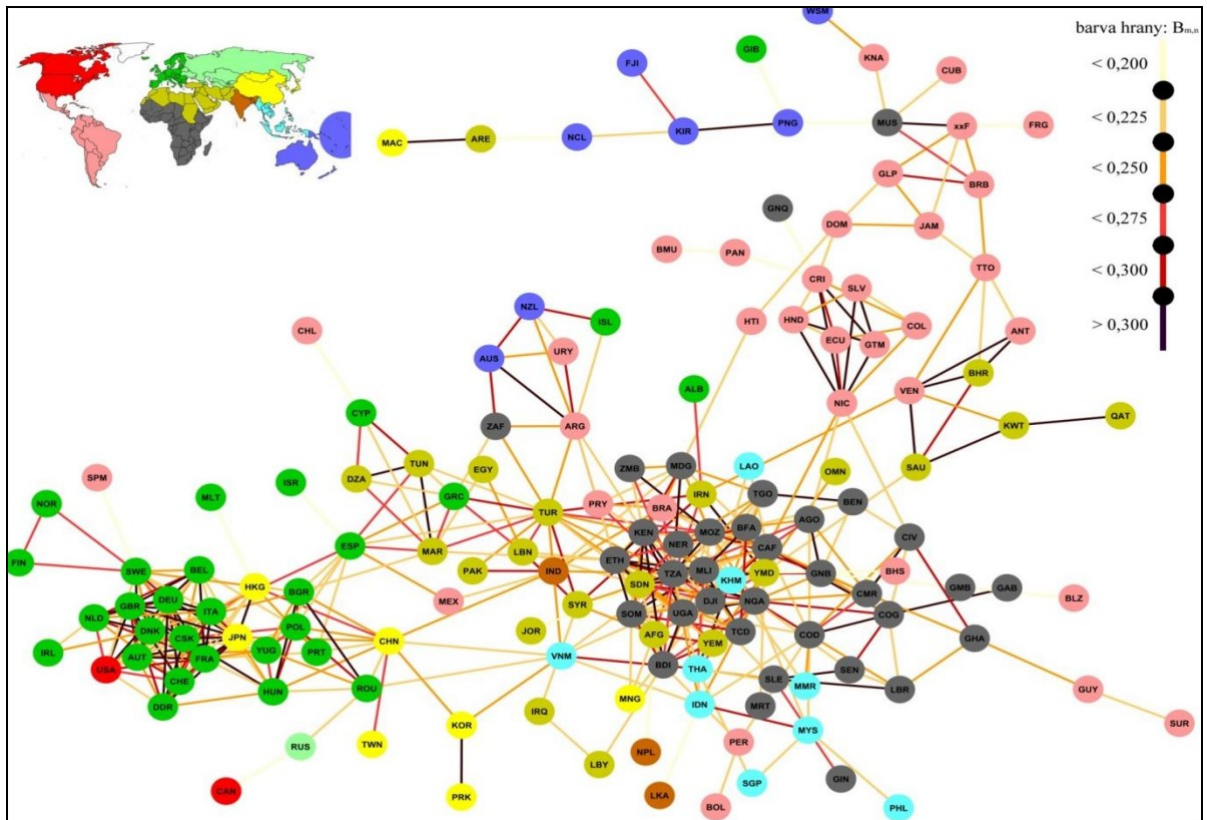 WSM
barva hrany: Bₘ,ₙ
KNA
GIB
FJI
CUB
< 0,200
< 0,225
< 0,250
< 0,275
< 0,300
> 0,300
MAC
ARE
NCL
KIR
PNG
MUS
xxF
FRG
GLP
BRB
GNQ
DOM
JAM
BMU
PAN
CRI
SLV
TTO
NZL
ISL
HTI
HND
ECU
GTM
COL
ANT
CHL
URY
AUS
BHR
ALB
VEN
NIC
CYP
ZAF
ARG
KWT
QAT
TUN
DZA
EGY
ZMB
MDG
LAO
OMN
SAU
SPM
ISR
MLT
GRC
IRN
TGO
BEN
NOR
PRY
BRA
TUR
KEN
MOZ
BFA
AGO
CIV
ESP
MAR
LBN
NER
CAF
FIN
SWE
BEL
PAK
IND
ETH
TZA
MLI
YMD
GNB
BHS
HKG
BGR
SDN
KHM
CMR
GMB
GAB
BLZ
GBR
DEU
ITA
MEX
SYR
SOM
UGA
DJI
NGA
COG
NLD
DNK
CSK
JPN
POL
JOR
AFG
YEM
TCD
COD
GHA
IRL
USA
AUT
FRA
YUG
PRT
CHN
VNM
BDI
THA
SEN
CHE
HUN
ROU
SLE
MMR
LBR
GUY
DDR
MNG
IDN
MRT
IRQ
KOR
MYS
SUR
RUS
TWN
NPL
PER
LBY
CAN
PRK
LKA
SGP
GIN
BOL
PHL